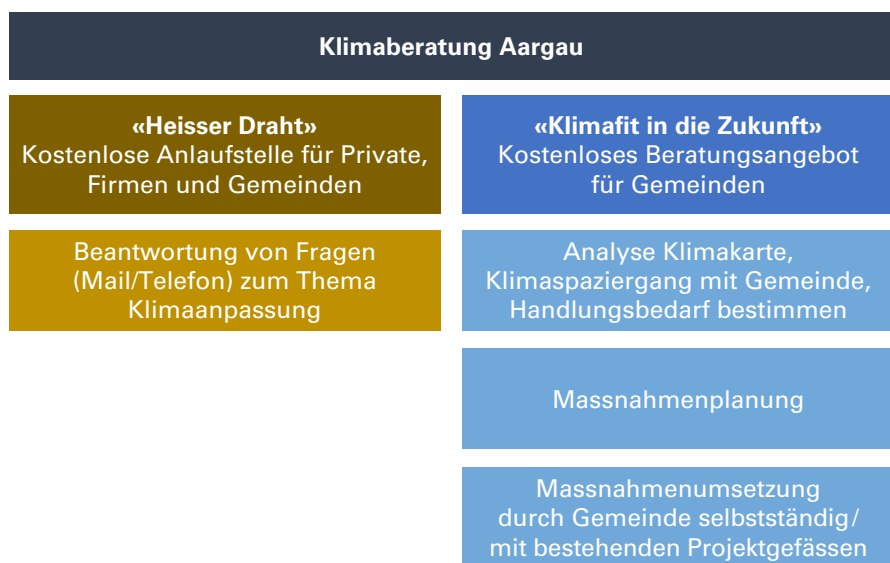 Klimaberatung Aargau
«Heisser Draht»
Kostenlose Anlaufstelle für Private,
Firmen und Gemeinden
Beantwortung von Fragen
(Mail/Telefon) zum Thema
Klimaanpassung
«Klimafit in die Zukunft»
Kostenloses Beratungsangebot
für Gemeinden
Analyse Klimakarte,
Klimaspaziergang mit Gemeinde,
Handlungsbedarf bestimmen
Massnahmenplanung
Massnahmenumsetzung
durch Gemeinde selbstständig/
mit bestehenden Projektgefässen